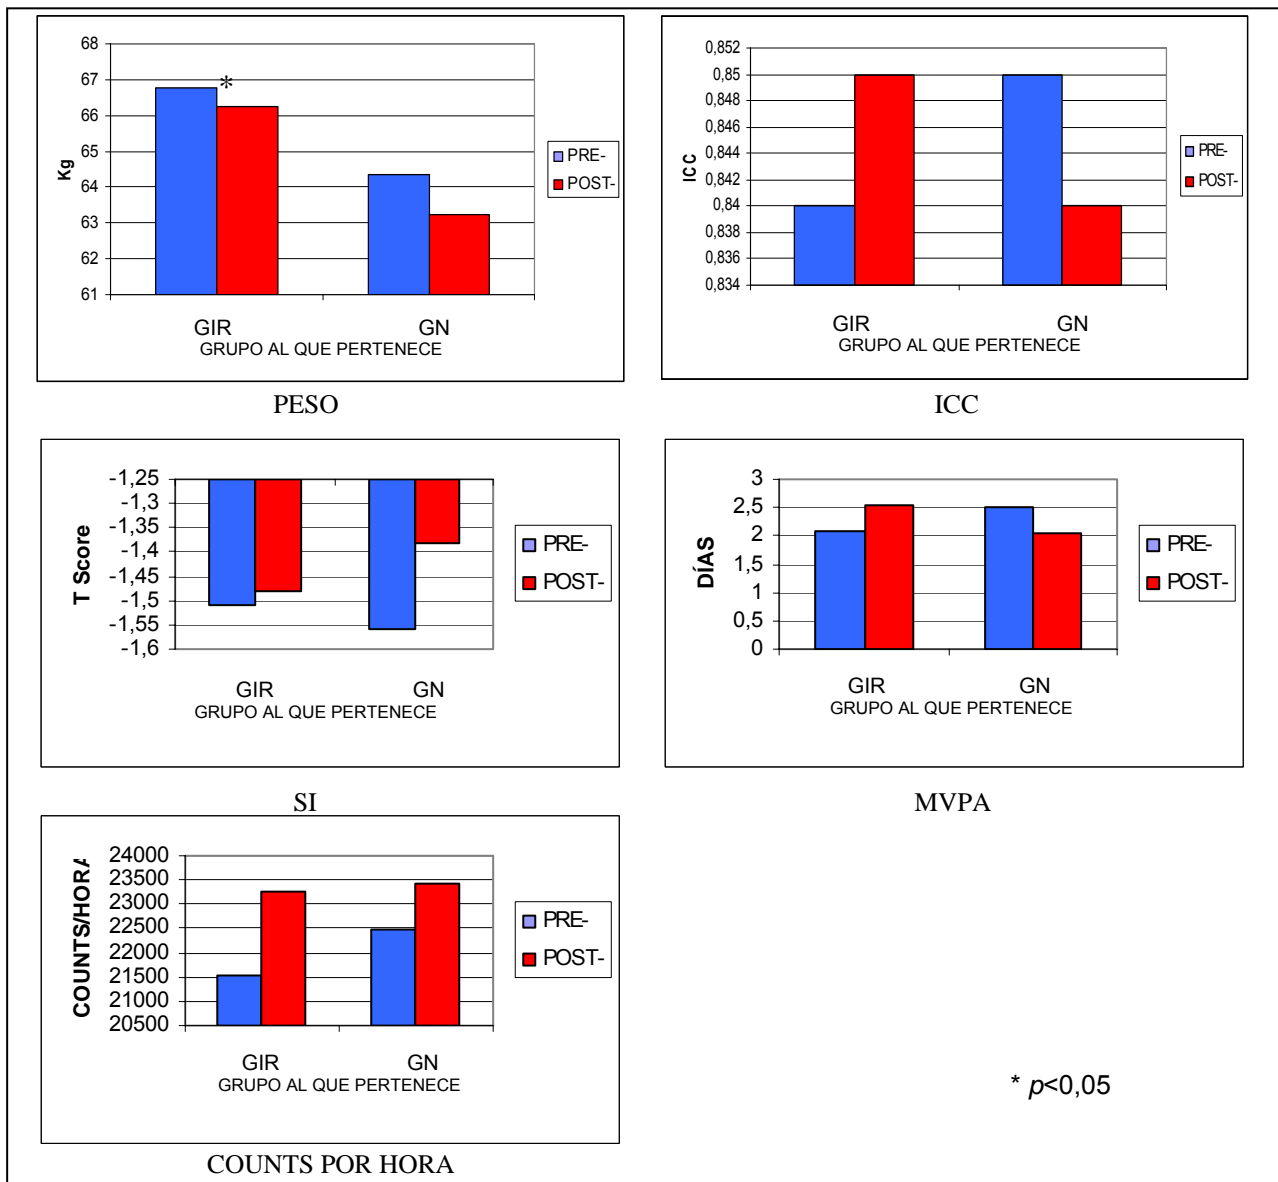 68
67
66
65
64
63
62
61
Kg
*
GIR GN
GRUPO AL QUE PERTENECE
PRE-
POST-
PESO
0,852
0,85
0,848
0,846
0,844
0,842
0,84
0,838
0,836
0,834
ICC
GIR GN
GRUPO AL QUE PERTENECE
PRE-
POST-
ICC
-1,25
-1,3
-1,35
-1,4
-1,45
-1,5
-1,55
-1,6
T Score
GIR GN
GRUPO AL QUE PERTENECE
PRE-
POST-
SI
3
2,5
2
1,5
1
0,5
0
DÍAS
GIR GN
GRUPO AL QUE PERTENECE
PRE-
POST-
MVPA
24000
23500
23000
22500
22000
21500
21000
20500
COUNTS/HORA
GIR GN
GRUPO AL QUE PERTENECE
PRE-
POST-
COUNTS POR HORA
* p<0,05